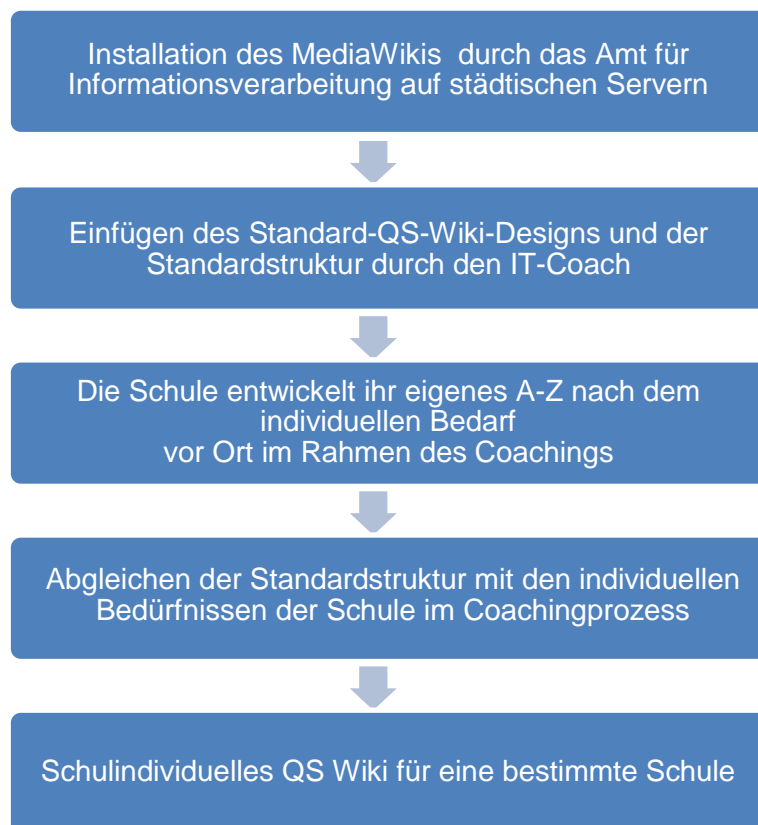 Installation des MediaWikis  durch das Amt für
Informationsverarbeitung auf städtischen Servern
Einfügen des Standard-QS-Wiki-Designs und der
Standardstruktur durch den IT-Coach
Die Schule entwickelt ihr eigenes A-Z nach dem
individuellen Bedarf
vor Ort im Rahmen des Coachings
Abgleichen der Standardstruktur mit den individuellen
Bedürfnissen der Schule im Coachingprozess
Schulindividuelles QS Wiki für eine bestimmte Schule